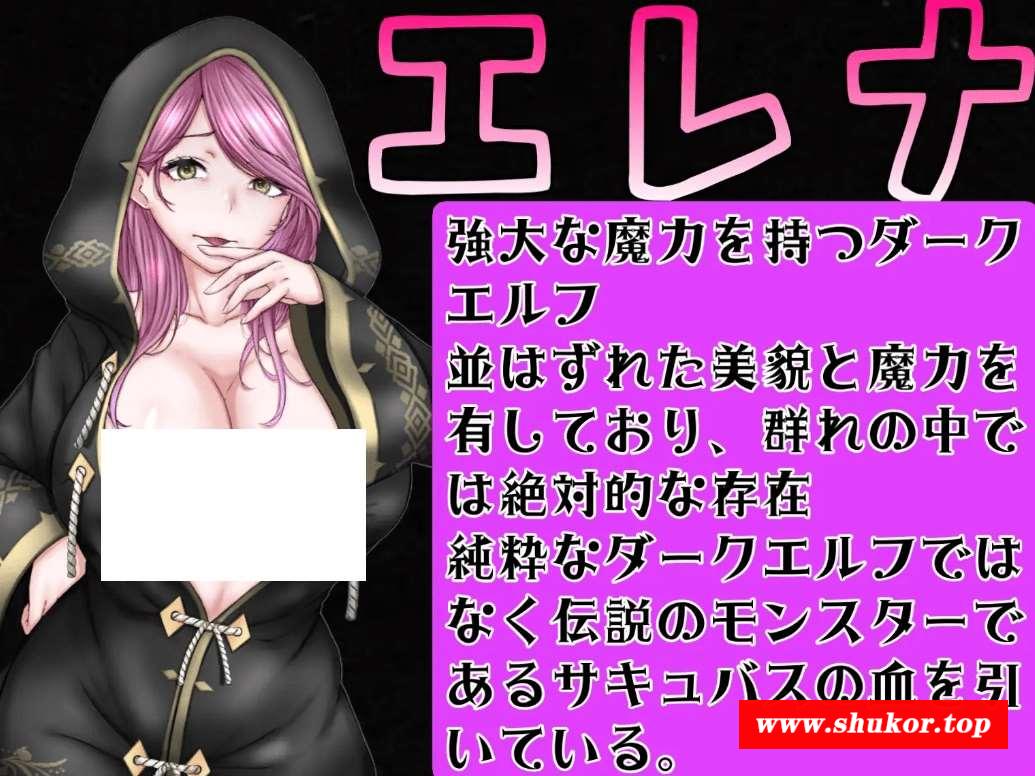 エレナ
強大な魔力を持つダーク
エルフ
並はずれた美貌と魔力を
有しており、群れの中で
は絶対的な存在
純粋なダークエルフでは
なく伝説のモンスターで
あるサキュバスの血を引
いている。
www.shukor.top